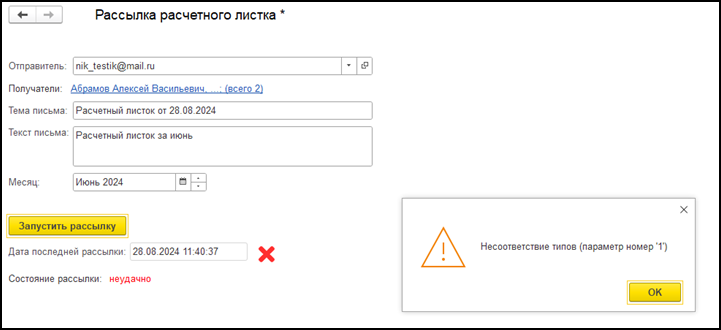 Рассылка расчетного листка *
Отправитель: nik_testik@mail.ru
Получатели: Абрамов Алексей Васильевич, ...; (всего 2)
Тема письма: Расчетный листок от 28.08.2024
Текст письма: Расчетный листок за июнь
Месяц: Июнь 2024
Запустить рассылку
Дата последней рассылки: 28.08.2024 11:40:37
Состояние рассылки: неудачно
Несоответствие типов (параметр номер '1')
OK